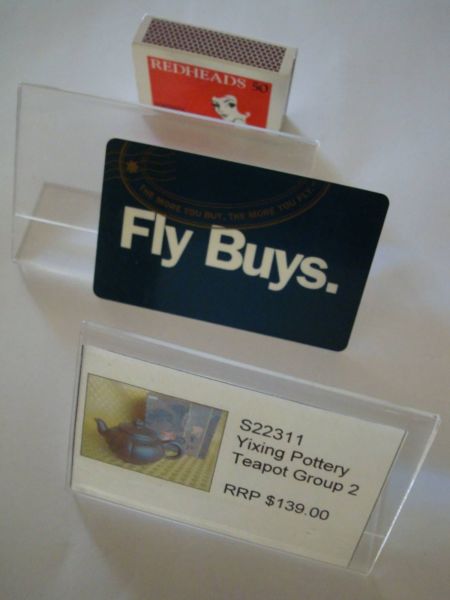 REDHEADS 50
THE MORE YOU BUY, THE MORE YOU FLY.
Fly Buys.
S22311
Yixing Pottery
Teapot Group 2
RRP $139.00